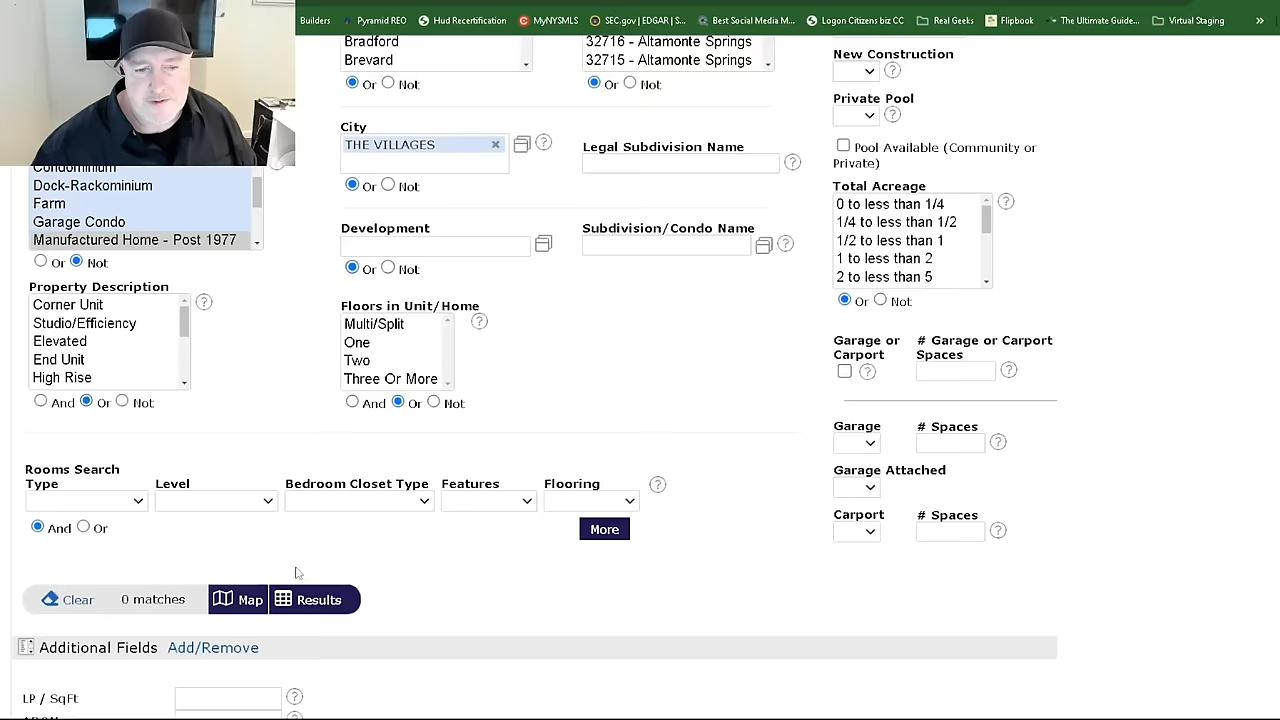 Builders Pyramid REO Hud Recertification MyNYSMLS SEC.gov | EDGAR | S... Best Social Media M... Logon Citizens biz CC Real Geeks Flipbook The Ultimate Guide... Virtual Staging »
Bradford
Brevard
Or Not
32716 - Altamonte Springs
32715 - Altamonte Springs
Or Not
New Construction
Private Pool
Pool Available (Community or
Private)
City
THE VILLAGES
Or Not
Legal Subdivision Name
Total Acreage
0 to less than 1/4
1/4 to less than 1/2
1/2 to less than 1
1 to less than 2
2 to less than 5
Or Not
Condominium
Dock-Rackominium
Farm
Garage Condo
Manufactured Home - Post 1977
Or Not
Development
Or Not
Subdivision/Condo Name
Property Description
Corner Unit
Studio/Efficiency
Elevated
End Unit
High Rise
And Or Not
Floors in Unit/Home
Multi/Split
One
Two
Three Or More
And Or Not
Garage or
Carport
# Garage or Carport
Spaces
Garage
# Spaces
Garage Attached
Carport
# Spaces
Rooms Search
Type Level Bedroom Closet Type Features Flooring
And Or
More
Clear 0 matches Map Results
Additional Fields Add/Remove
LP / SqFt